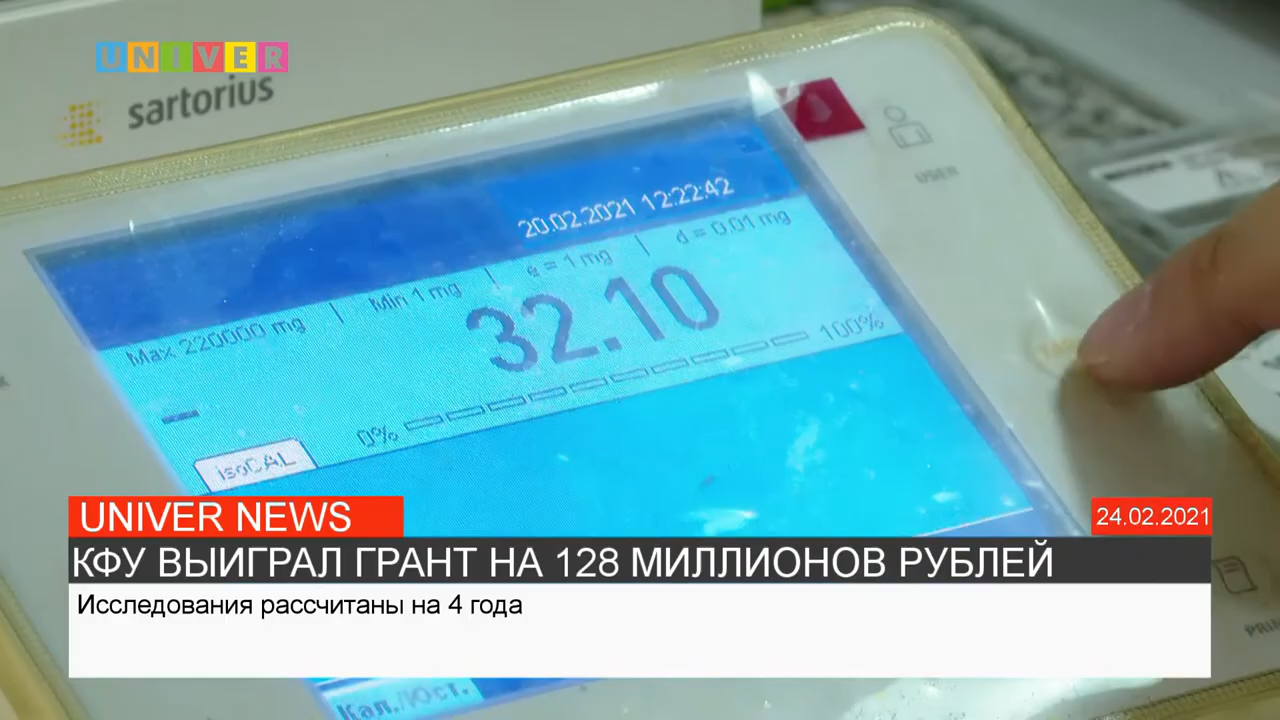 UNIVER
sartorius
USER
20.02.2021 12:22:42
Max 220000 mg | Min 1 mg | e = 1 mg | d = 0.01 mg
32.10
0% 100%
isoCAL
UNIVER NEWS
24.02.2021
КФУ ВЫИГРАЛ ГРАНТ НА 128 МИЛЛИОНОВ РУБЛЕЙ
Исследования рассчитаны на 4 года
Кал./Юст.